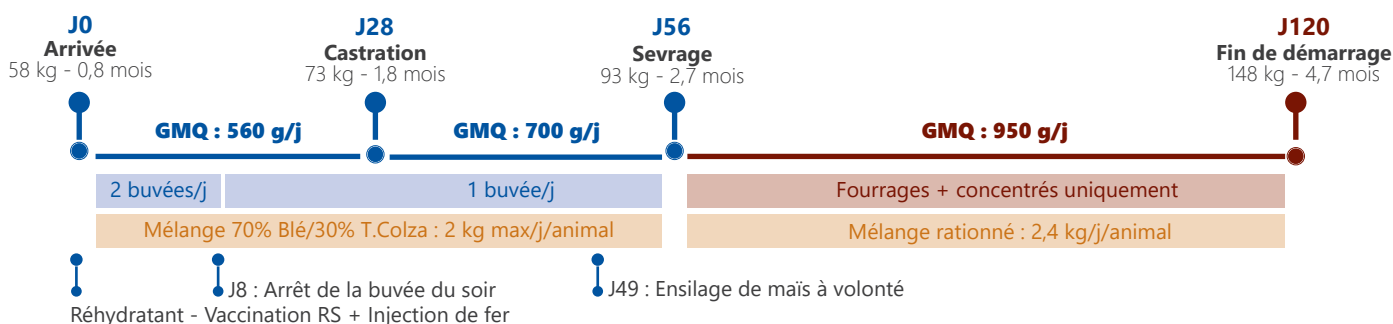 J0
Arrivée
58 kg - 0,8 mois
J28
Castration
73 kg - 1,8 mois
J56
Sevrage
93 kg - 2,7 mois
J120
Fin de démarrage
148 kg - 4,7 mois
GMQ : 560 g/j
GMQ : 700 g/j
GMQ : 950 g/j
2 buvées/j
1 buvée/j
Fourrages + concentrés uniquement
Mélange 70% Blé/30% T.Colza : 2 kg max/j/animal
Mélange rationné : 2,4 kg/j/animal
J8 : Arrêt de la buvée du soir
J49 : Ensilage de maïs à volonté
Réhydratant - Vaccination RS + Injection de fer